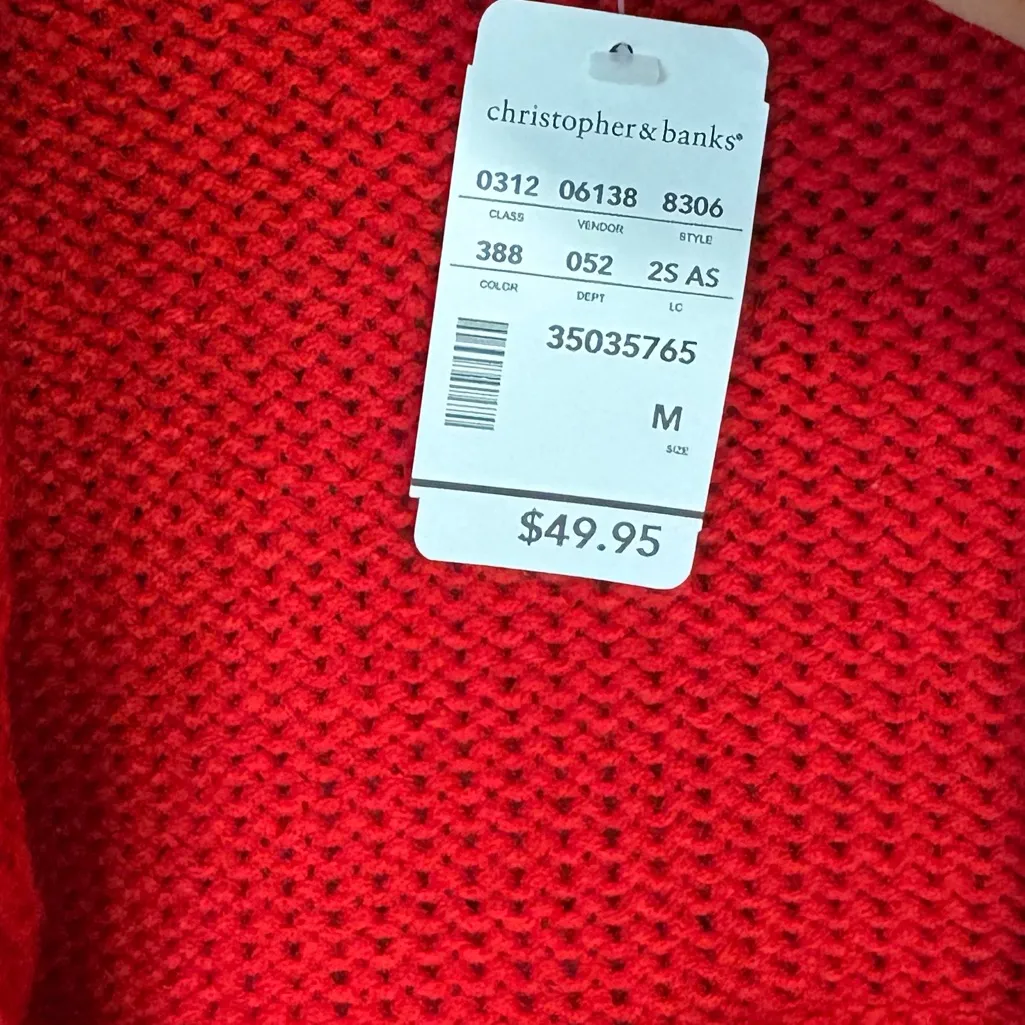 christopher & banks®
0312 06138 8306
CLASS VENDOR STYLE
388 052 2S AS
COLOR DEPT LC
35035765
M
SIZE
$49.95